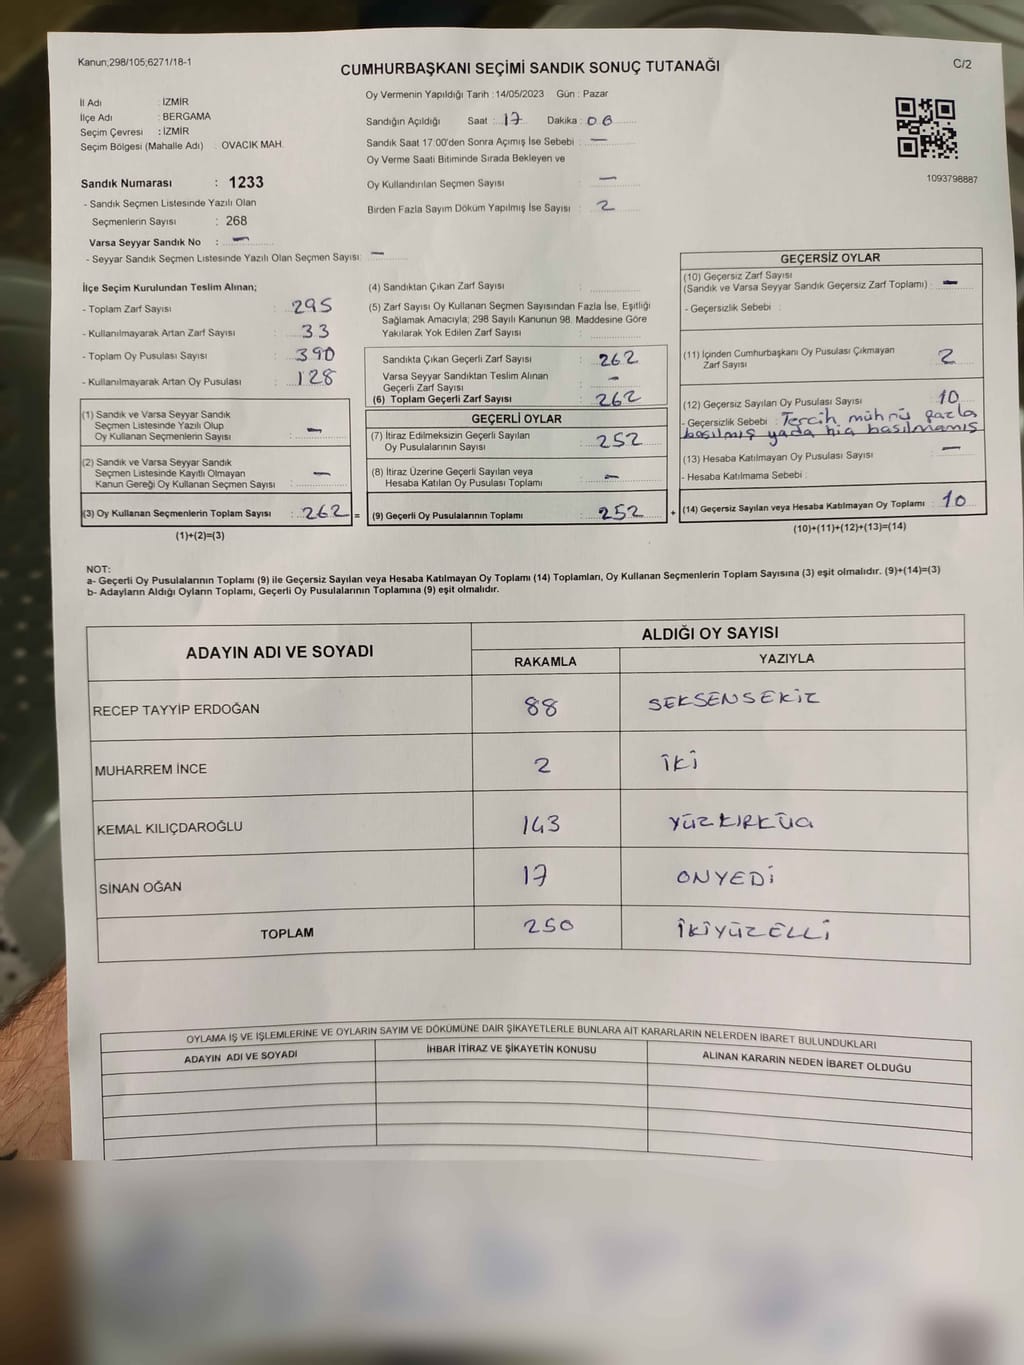 Kanun;298/105;6271/18-1
CUMHURBAŞKANI SEÇİMİ SANDIK SONUÇ TUTANAĞI
C/2
İl Adı : İZMİR
İlçe Adı : BERGAMA
Seçim Çevresi : İZMİR
Seçim Bölgesi (Mahalle Adı) : OVACIK MAH.
Sandık Numarası : 1233
- Sandık Seçmen Listesinde Yazılı Olan
Seçmenlerin Sayısı : 268
Varsa Seyyar Sandık No : —
- Seyyar Sandık Seçmen Listesinde Yazılı Olan Seçmen Sayısı: —
Oy Vermenin Yapıldığı Tarih : 14/05/2023 Gün : Pazar
Sandığın Açıldığı Saat : 17 Dakika : 06
Sandık Saat 17:00'den Sonra Açımış İse Sebebi : —
Oy Verme Saati Bitiminde Sırada Bekleyen ve
Oy Kullandırılan Seçmen Sayısı : —
Birden Fazla Sayım Döküm Yapılmış İse Sayısı : 2
1093798887
İlçe Seçim Kurulundan Teslim Alınan;
- Toplam Zarf Sayısı : 295
- Kullanılmayarak Artan Zarf Sayısı : 33
- Toplam Oy Pusulası Sayısı : 390
- Kullanılmayarak Artan Oy Pusulası : 128
(1) Sandık ve Varsa Seyyar Sandık
Seçmen Listesinde Yazılı Olup
Oy Kullanan Seçmenlerin Sayısı : —
(2) Sandık ve Varsa Seyyar Sandık
Seçmen Listesinde Kayıtlı Olmayan
Kanun Gereği Oy Kullanan Seçmen Sayısı : —
(3) Oy Kullanan Seçmenlerin Toplam Sayısı : 262 =
(1)+(2)=(3)
(4) Sandıktan Çıkan Zarf Sayısı :
(5) Zarf Sayısı Oy Kullanan Seçmen Sayısından Fazla İse, Eşitliği
Sağlamak Amacıyla; 298 Sayılı Kanunun 98. Maddesine Göre
Yakılarak Yok Edilen Zarf Sayısı :
Sandıkta Çıkan Geçerli Zarf Sayısı : 262
Varsa Seyyar Sandıktan Teslim Alınan
Geçerli Zarf Sayısı : —
(6) Toplam Geçerli Zarf Sayısı : 262
GEÇERLİ OYLAR
(7) İtiraz Edilmeksizin Geçerli Sayılan
Oy Pusulalarının Sayısı : 252
(8) İtiraz Üzerine Geçerli Sayılan veya
Hesaba Katılan Oy Pusulası Toplamı : —
(9) Geçerli Oy Pusulalarının Toplamı : 252 +
GEÇERSİZ OYLAR
(10) Geçersiz Zarf Sayısı
(Sandık ve Varsa Seyyar Sandık Geçersiz Zarf Toplamı) : —
- Geçersizlik Sebebi :
(11) İçinden Cumhurbaşkanı Oy Pusulası Çıkmayan
Zarf Sayısı : 2
(12) Geçersiz Sayılan Oy Pusulası Sayısı : 10
- Geçersizlik Sebebi : Tercih mührü fazla
basılmış yada hiç basılmamış
(13) Hesaba Katılmayan Oy Pusulası Sayısı : —
- Hesaba Katılmama Sebebi :
(14) Geçersiz Sayılan veya Hesaba Katılmayan Oy Toplamı : 10
(10)+(11)+(12)+(13)=(14)
NOT:
a- Geçerli Oy Pusulalarının Toplamı (9) ile Geçersiz Sayılan veya Hesaba Katılmayan Oy Toplamı (14) Toplamları, Oy Kullanan Seçmenlerin Toplam Sayısına (3) eşit olmalıdır. (9)+(14)=(3)
b- Adayların Aldığı Oyların Toplamı, Geçerli Oy Pusulalarının Toplamına (9) eşit olmalıdır.
ADAYIN ADI VE SOYADI
ALDIĞI OY SAYISI
RAKAMLA YAZIYLA
RECEP TAYYİP ERDOĞAN 88 SEKSENSEKİZ
MUHARREM İNCE 2 İKİ
KEMAL KILIÇDAROĞLU 143 YÜZKIRKÜÇ
SİNAN OĞAN 17 ONYEDİ
TOPLAM 250 İKİYÜZELLİ
OYLAMA İŞ VE İŞLEMLERİNE VE OYLARIN SAYIM VE DÖKÜMÜNE DAİR ŞİKAYETLERLE BUNLARA AİT KARARLARIN NELERDEN İBARET BULUNDUKLARI
ADAYIN ADI VE SOYADI İHBAR İTİRAZ VE ŞİKAYETİN KONUSU ALINAN KARARIN NEDEN İBARET OLDUĞU